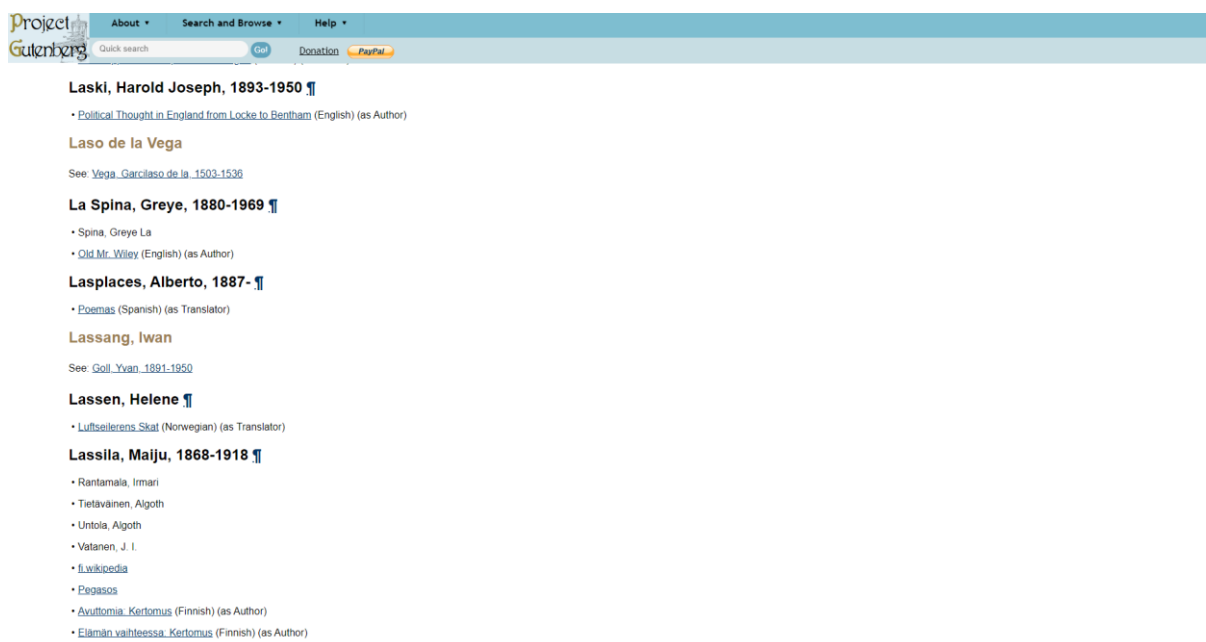 Project Gutenberg
About ▾ Search and Browse ▾ Help ▾
Quick search Go! Donation PayPal
Laski, Harold Joseph, 1893-1950 ¶
• Political Thought in England from Locke to Bentham (English) (as Author)
Laso de la Vega
See: Vega, Garcilaso de la, 1503-1536
La Spina, Greye, 1880-1969 ¶
• Spina, Greye La
• Old Mr. Wiley (English) (as Author)
Lasplaces, Alberto, 1887- ¶
• Poemas (Spanish) (as Translator)
Lassang, Iwan
See: Goll, Yvan, 1891-1950
Lassen, Helene ¶
• Luftseilerens Skat (Norwegian) (as Translator)
Lassila, Maiju, 1868-1918 ¶
• Rantamala, Irmari
• Tietäväinen, Algoth
• Untola, Algoth
• Vatanen, J. I.
• fi.wikipedia
• Pegasos
• Avuttomia: Kertomus (Finnish) (as Author)
• Elämän vaihteessa: Kertomus (Finnish) (as Author)